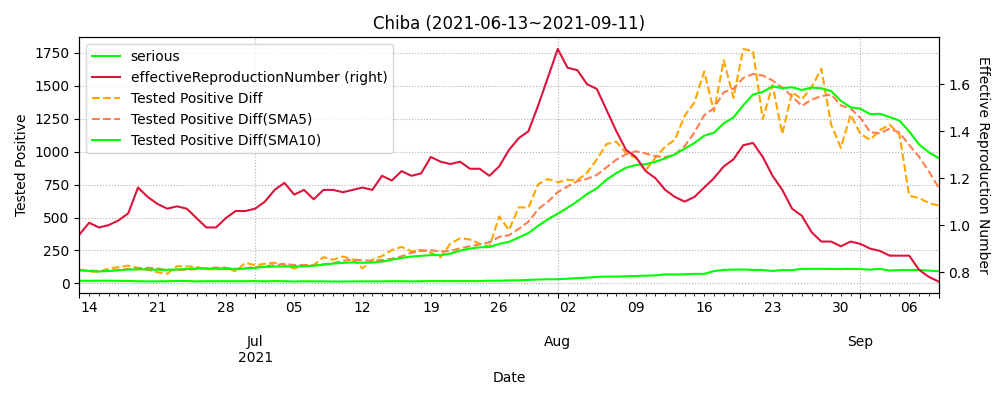 Chiba (2021-06-13~2021-09-11)
serious
effectiveReproductionNumber (right)
Tested Positive Diff
Tested Positive Diff(SMA5)
Tested Positive Diff(SMA10)
Tested Positive
1750
1500
1250
1000
750
500
250
0
Effective Reproduction Number
1.6
1.4
1.2
1.0
0.8
14 21 28 05 12 19 26 02 09 16 23 30 06
Jul Aug Sep
2021
Date